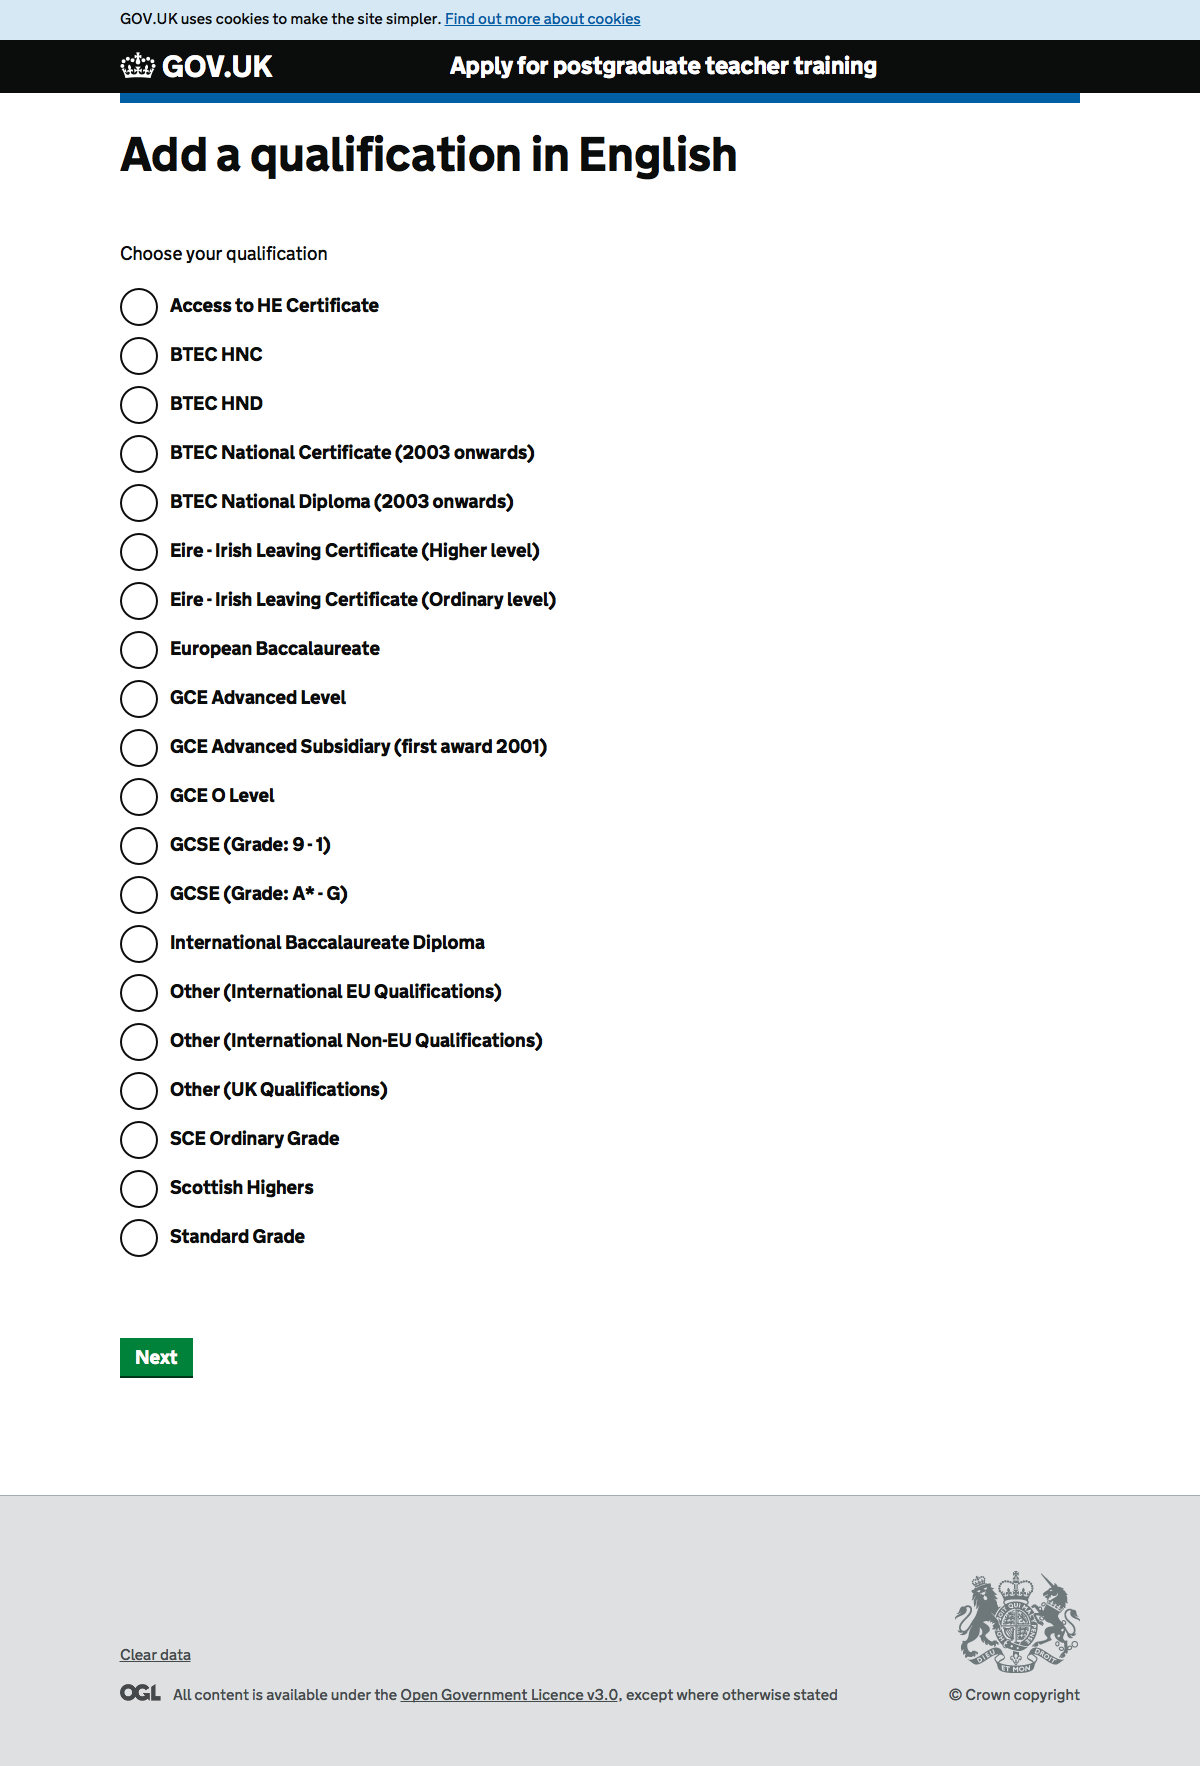 GOV.UK uses cookies to make the site simpler. Find out more about cookies
GOV.UK
Apply for postgraduate teacher training
Add a qualification in English
Choose your qualification
Access to HE Certificate
BTEC HNC
BTEC HND
BTEC National Certificate (2003 onwards)
BTEC National Diploma (2003 onwards)
Eire - Irish Leaving Certificate (Higher level)
Eire - Irish Leaving Certificate (Ordinary level)
European Baccalaureate
GCE Advanced Level
GCE Advanced Subsidiary (first award 2001)
GCE O Level
GCSE (Grade: 9 - 1)
GCSE (Grade: A* - G)
International Baccalaureate Diploma
Other (International EU Qualifications)
Other (International Non-EU Qualifications)
Other (UK Qualifications)
SCE Ordinary Grade
Scottish Highers
Standard Grade
Next
Clear data
DIEU ET MON DROIT
OGL All content is available under the Open Government Licence v3.0, except where otherwise stated
© Crown copyright